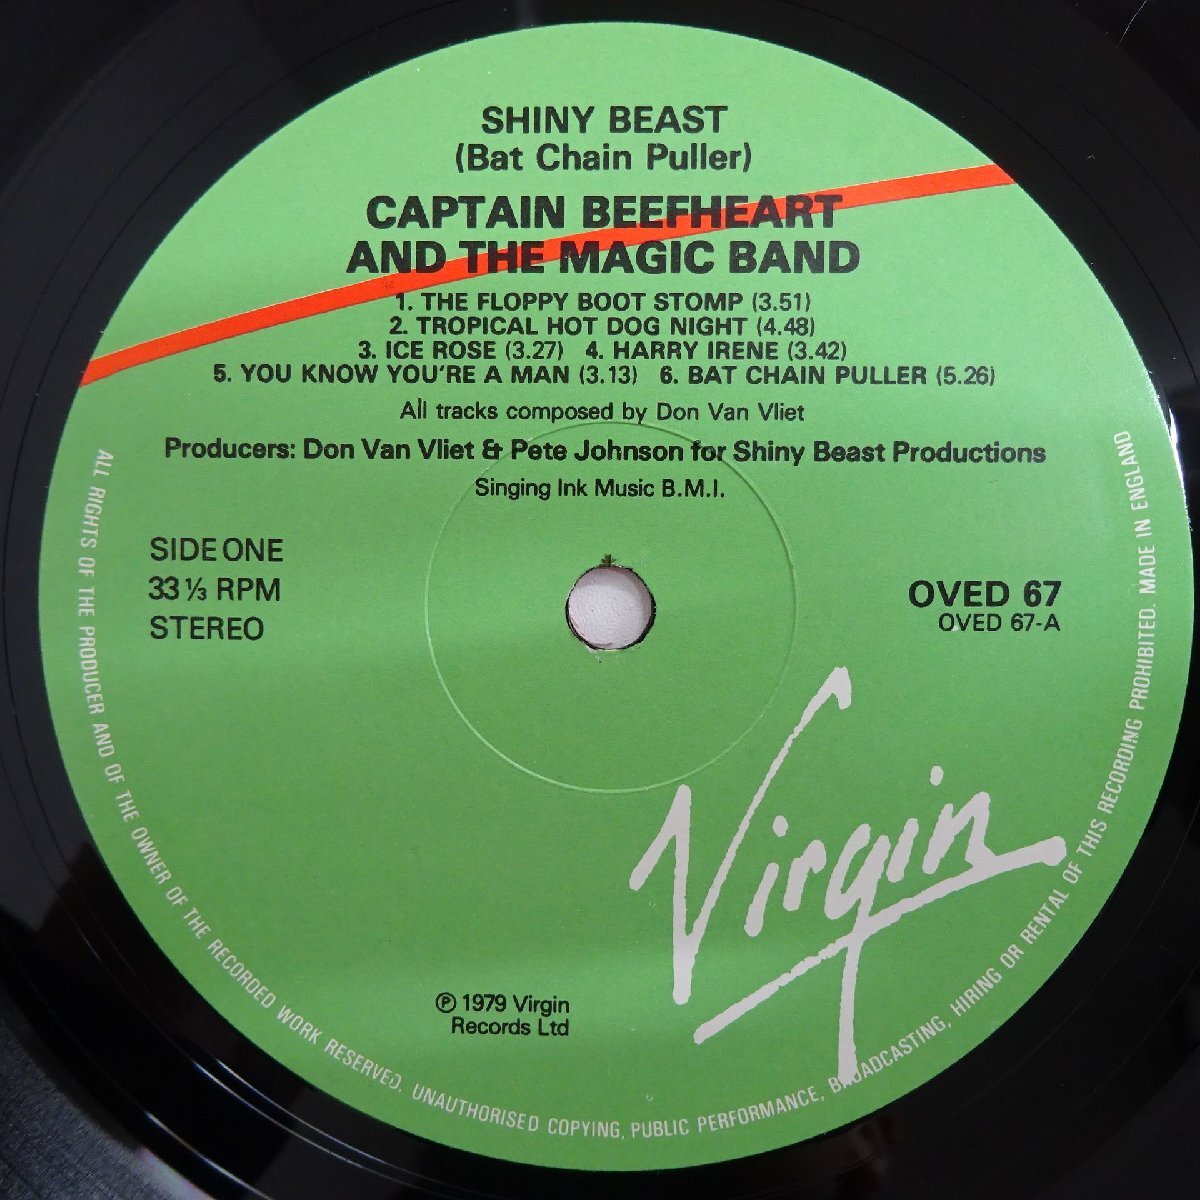 SHINY BEAST
(Bat Chain Puller)
CAPTAIN BEEFHEART
AND THE MAGIC BAND
1. THE FLOPPY BOOT STOMP (3.51)
2. TROPICAL HOT DOG NIGHT (4.48)
3. ICE ROSE (3.27) 4. HARRY IRENE (3.42)
5. YOU KNOW YOU'RE A MAN (3.13) 6. BAT CHAIN PULLER (5.26)
All tracks composed by Don Van Vliet
Producers: Don Van Vliet & Pete Johnson for Shiny Beast Productions
Singing Ink Music B.M.I.
SIDE ONE
33 ⅓ RPM
STEREO
OVED 67
OVED 67-A
Virgin
℗ 1979 Virgin
Records Ltd
ALL RIGHTS OF THE PRODUCER AND OF THE OWNER OF THE RECORDED WORK RESERVED. UNAUTHORISED COPYING, PUBLIC PERFORMANCE, BROADCASTING, HIRING OR RENTAL OF THIS RECORDING PROHIBITED. MADE IN ENGLAND